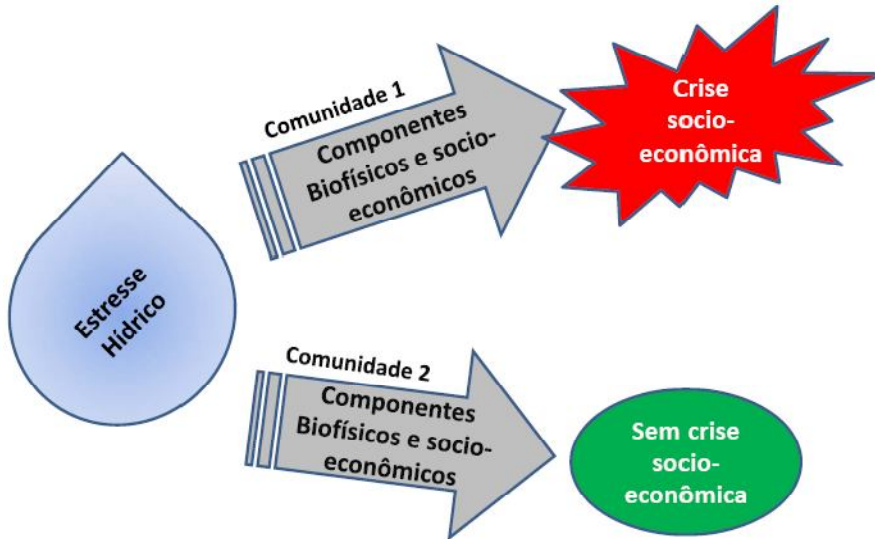 Estresse
Hídrico
Comunidade 1
Componentes
Biofísicos e socio-
econômicos
Crise
socio-
econômica
Comunidade 2
Componentes
Biofísicos e socio-
econômicos
Sem crise
socio-
econômica